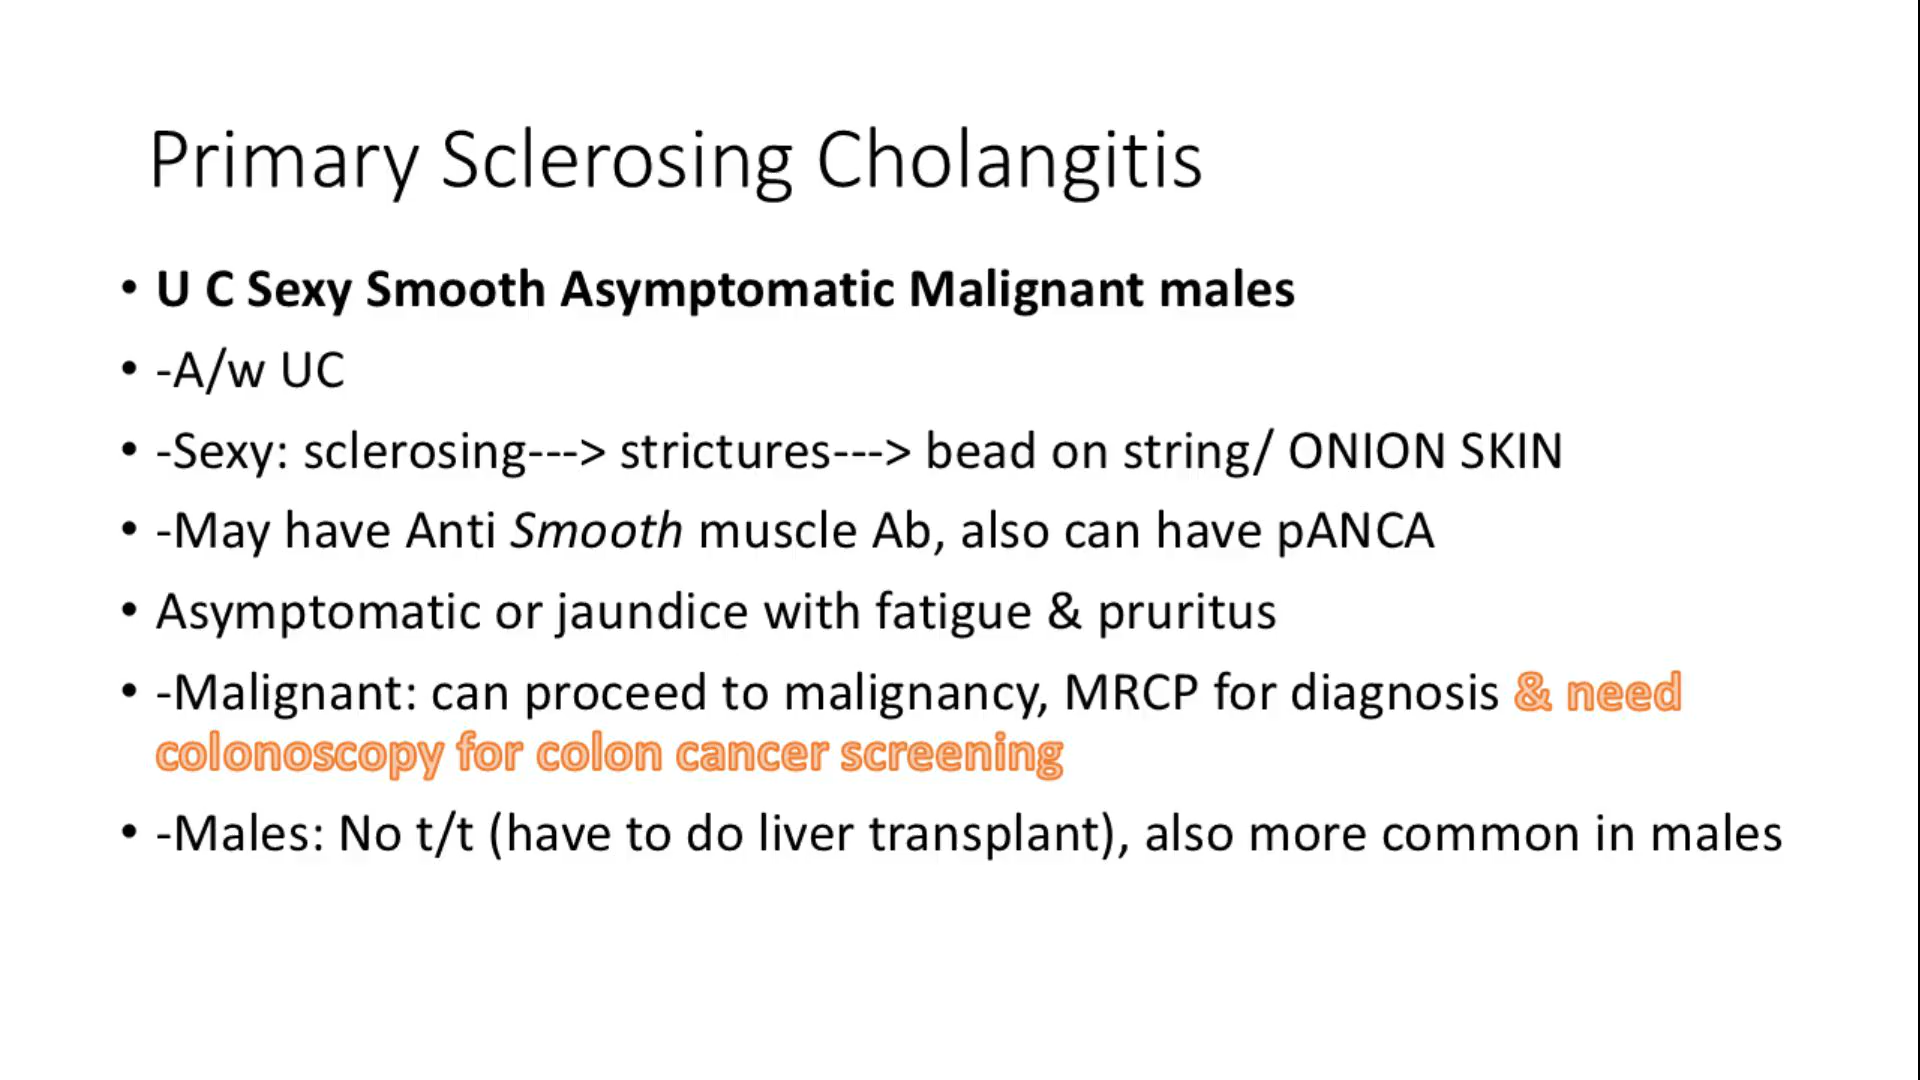 Primary Sclerosing Cholangitis
• U C Sexy Smooth Asymptomatic Malignant males
• -A/w UC
• -Sexy: sclerosing---> strictures---> bead on string/ ONION SKIN
• -May have Anti Smooth muscle Ab, also can have pANCA
• Asymptomatic or jaundice with fatigue & pruritus
• -Malignant: can proceed to malignancy, MRCP for diagnosis & need
colonoscopy for colon cancer screening
• -Males: No t/t (have to do liver transplant), also more common in males